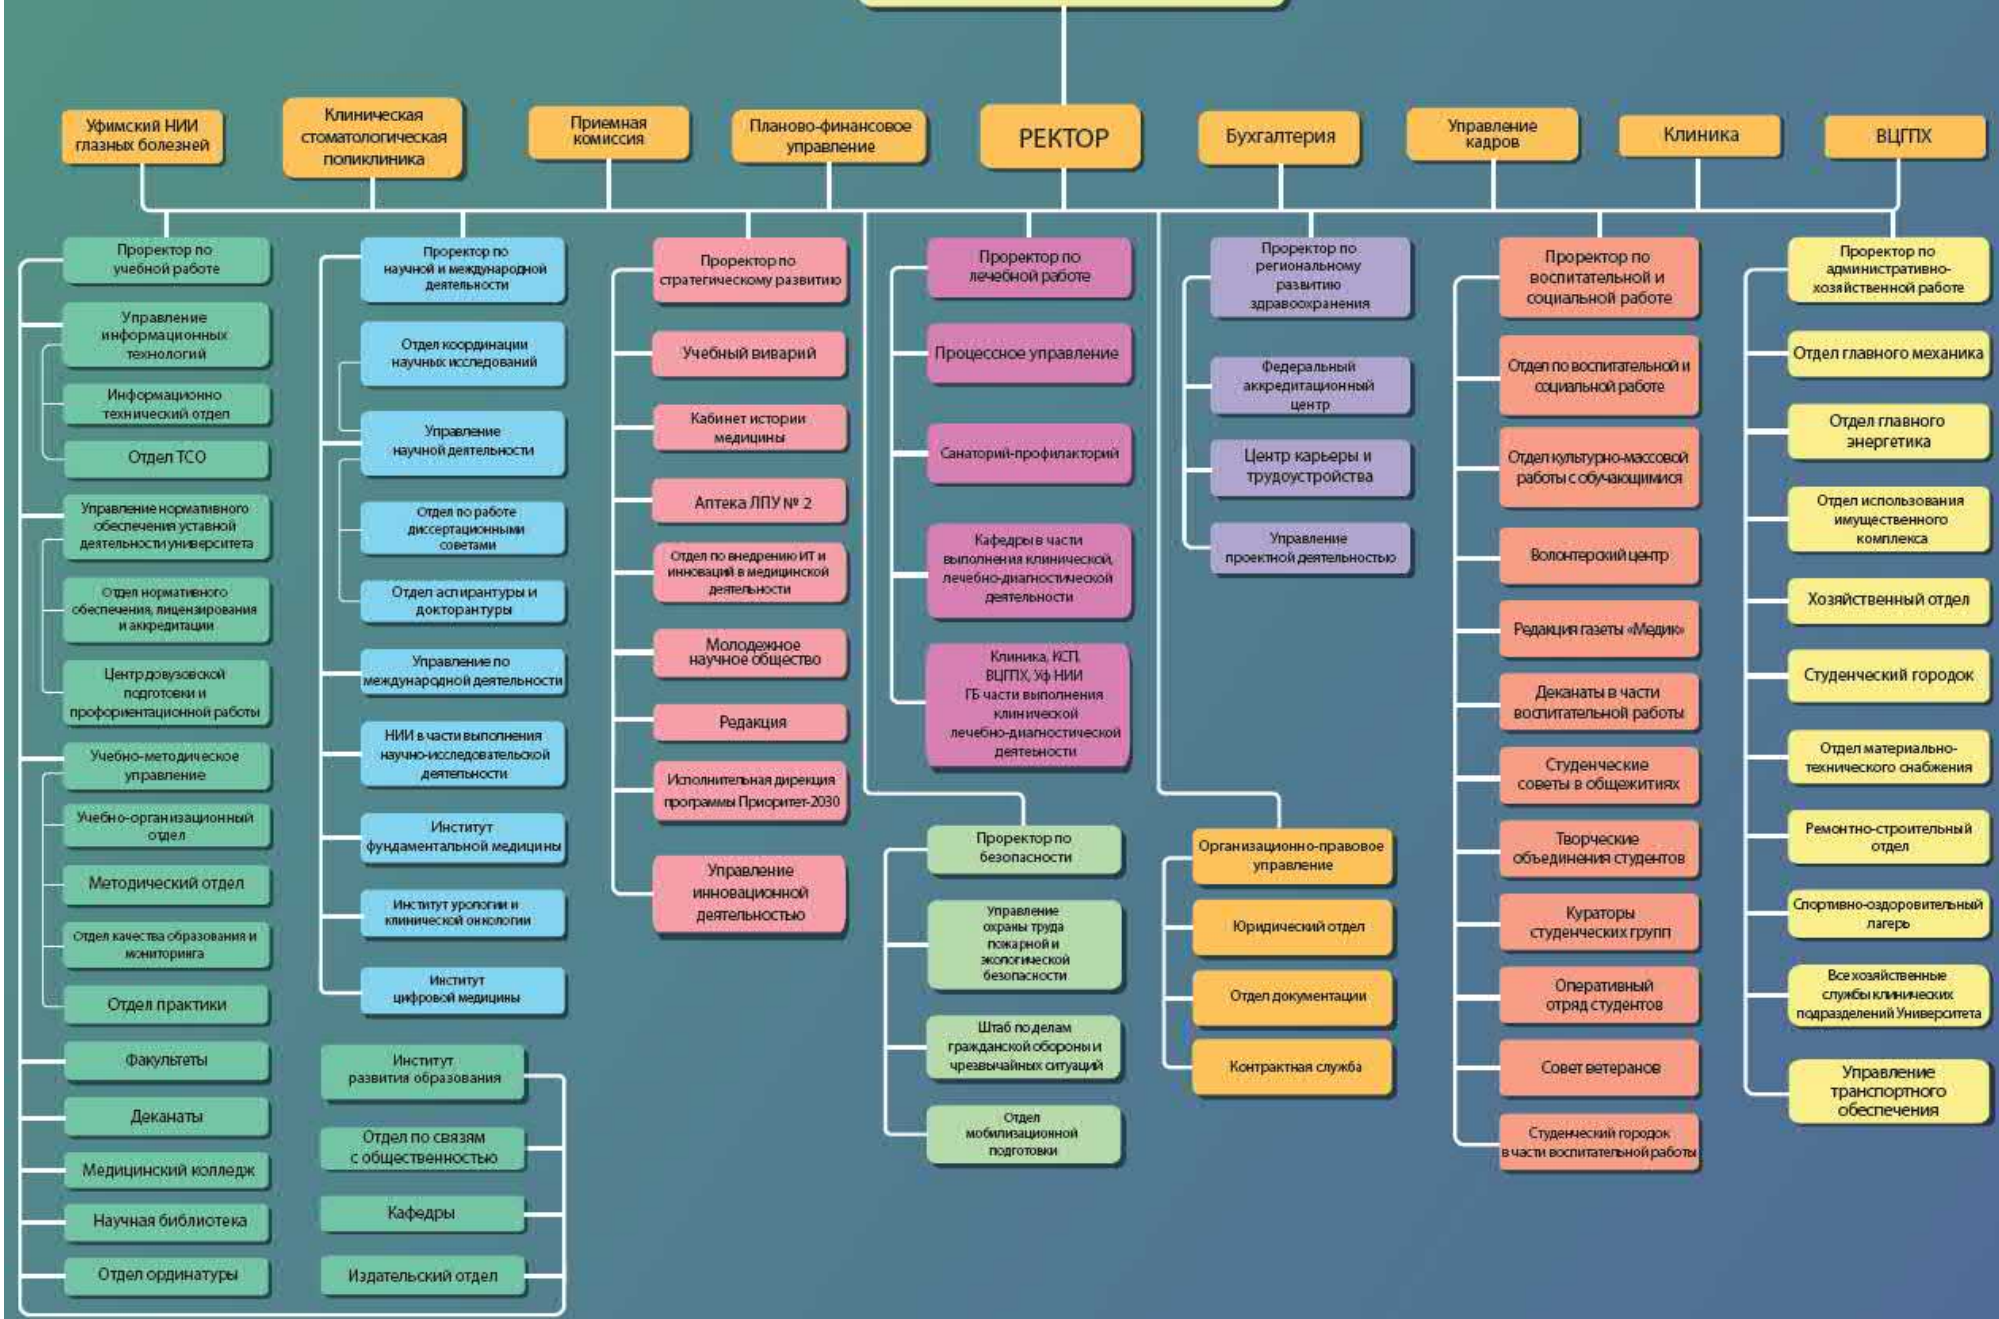 Уфимский НИИ
глазных болезней
Клиническая
стоматологическая
поликлиника
Приемная
комиссия
Планово-финансовое
управление
РЕКТОР
Бухгалтерия
Управление
кадров
Клиника
ВЦГПХ
Проректор по
учебной работе
Управление
информационных
технологий
Информационно
технический отдел
Отдел ТСО
Управление нормативного
обеспечения уставной
деятельности университета
Отдел нормативного
обеспечения, лицензирования
и аккредитации
Центр довузовской
подготовки и
профориентационной работы
Учебно-методическое
управление
Учебно-организационный
отдел
Методический отдел
Отдел качества образования и
мониторинга
Отдел практики
Факультеты
Деканаты
Медицинский колледж
Научная библиотека
Отдел ординатуры
Проректор по
научной и международной
деятельности
Отдел координации
научных исследований
Управление
научной деятельности
Отдел по работе
диссертационными
советами
Отдел аспирантуры и
докторантуры
Управление по
международной деятельности
НИИ в части выполнения
научно-исследовательской
деятельности
Институт
фундаментальной медицины
Институт урологии и
клинической онкологии
Институт
цифровой медицины
Институт
развития образования
Отдел по связям
с общественностью
Кафедры
Издательский отдел
Проректор по
стратегическому развитию
Учебный виварий
Кабинет истории
медицины
Аптека ЛПУ № 2
Отдел по внедрению ИТ и
инноваций в медицинской
деятельности
Молодежное
научное общество
Редакция
Исполнительная дирекция
программы Приоритет-2030
Управление
инновационной
деятельностью
Проректор по
лечебной работе
Процессное управление
Санаторий-профилакторий
Кафедры в части
выполнения клинической,
лечебно-диагностической
деятельности
Клиника, КСП,
ВЦГПХ, Уф НИИ
ГБ части выполнения
клинической
лечебно-диагностической
деятеьности
Проректор по
безопасности
Управление
охраны труда
пожарной и
экологической
безопасности
Штаб по делам
гражданской обороны и
чрезвычайных ситуаций
Отдел
мобилизационной
подготовки
Проректор по
региональному
развитию
здравоохранения
Федеральный
аккредитационный
центр
Центр карьеры и
трудоустройства
Управление
проектной деятельностью
Организационно-правовое
управление
Юридический отдел
Отдел документации
Контрактная служба
Проректор по
воспитательной и
социальной работе
Отдел по воспитательной и
социальной работе
Отдел культурно-массовой
работы с обучающимися
Волонтерский центр
Редакция газеты «Медик»
Деканаты в части
воспитательной работы
Студенческие
советы в общежитиях
Творческие
объединения студентов
Кураторы
студенческих групп
Оперативный
отряд студентов
Совет ветеранов
Студенческий городок
в части воспитательной работы
Проректор по
административно-
хозяйственной работе
Отдел главного механика
Отдел главного
энергетика
Отдел использования
имущественного
комплекса
Хозяйственный отдел
Студенческий городок
Отдел материально-
технического снабжения
Ремонтно-строительный
отдел
Спортивно-оздоровительный
лагерь
Все хозяйственные
службы клинических
подразделений Университета
Управление
транспортного
обеспечения